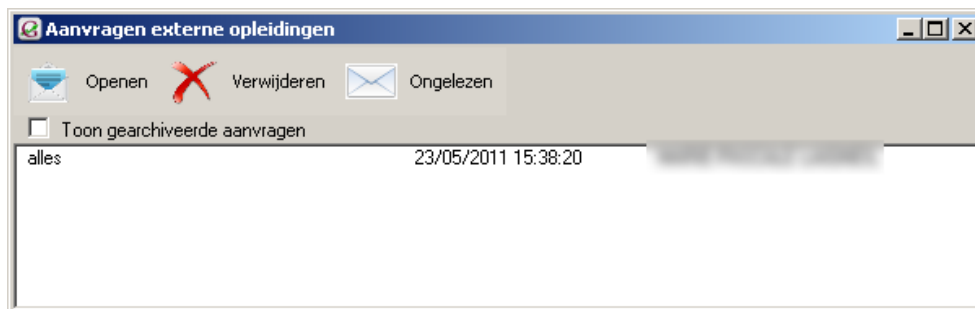 Aanvragen externe opleidingen
Openen Verwijderen Ongelezen
Toon gearchiveerde aanvragen
alles 23/05/2011 15:38:20